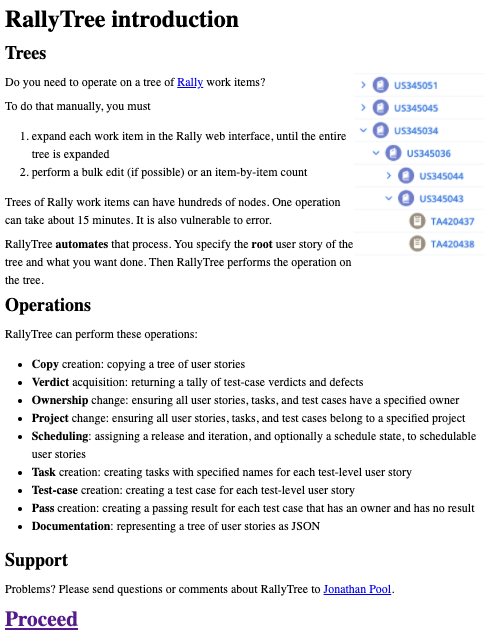 RallyTree introduction
Trees
Do you need to operate on a tree of Rally work items?
To do that manually, you must
1. expand each work item in the Rally web interface, until the entire
tree is expanded
2. perform a bulk edit (if possible) or an item-by-item count
Trees of Rally work items can have hundreds of nodes. One operation
can take about 15 minutes. It is also vulnerable to error.
RallyTree automates that process. You specify the root user story of the
tree and what you want done. Then RallyTree performs the operation on
the tree.
US345051
US345045
US345034
US345036
US345044
US345043
TA420437
TA420438
Operations
RallyTree can perform these operations:
• Copy creation: copying a tree of user stories
• Verdict acquisition: returning a tally of test-case verdicts and defects
• Ownership change: ensuring all user stories, tasks, and test cases have a specified owner
• Project change: ensuring all user stories, tasks, and test cases belong to a specified project
• Scheduling: assigning a release and iteration, and optionally a schedule state, to schedulable
user stories
• Task creation: creating tasks with specified names for each test-level user story
• Test-case creation: creating a test case for each test-level user story
• Pass creation: creating a passing result for each test case that has an owner and has no result
• Documentation: representing a tree of user stories as JSON
Support
Problems? Please send questions or comments about RallyTree to Jonathan Pool.
Proceed